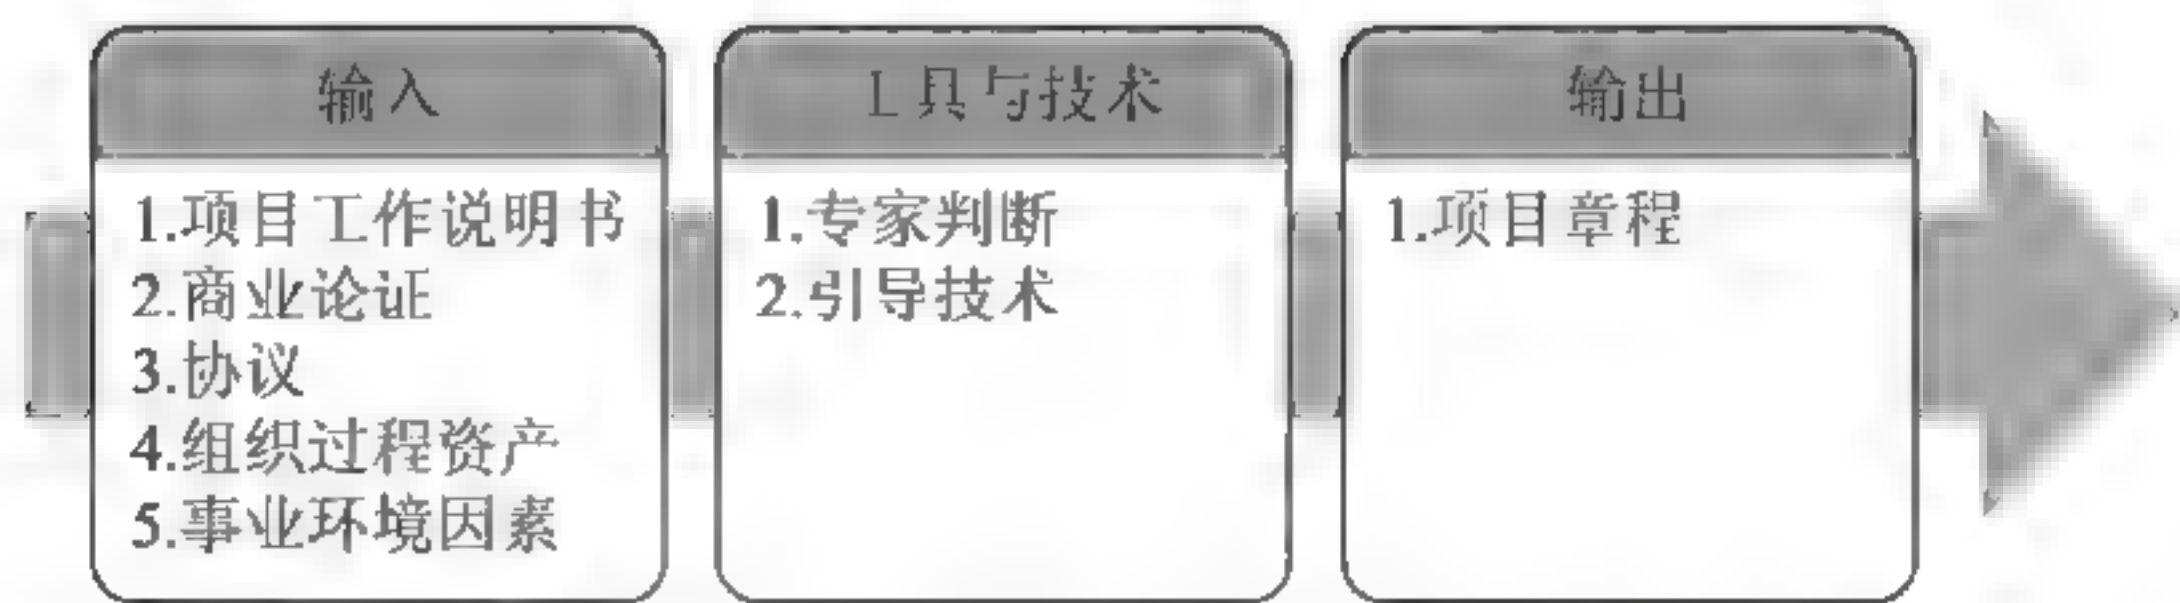 输入
1.项目工作说明书
2.商业论证
3.协议
4.组织过程资产
5.事业环境因素
工具与技术
1.专家判断
2.引导技术
输出
1.项目章程